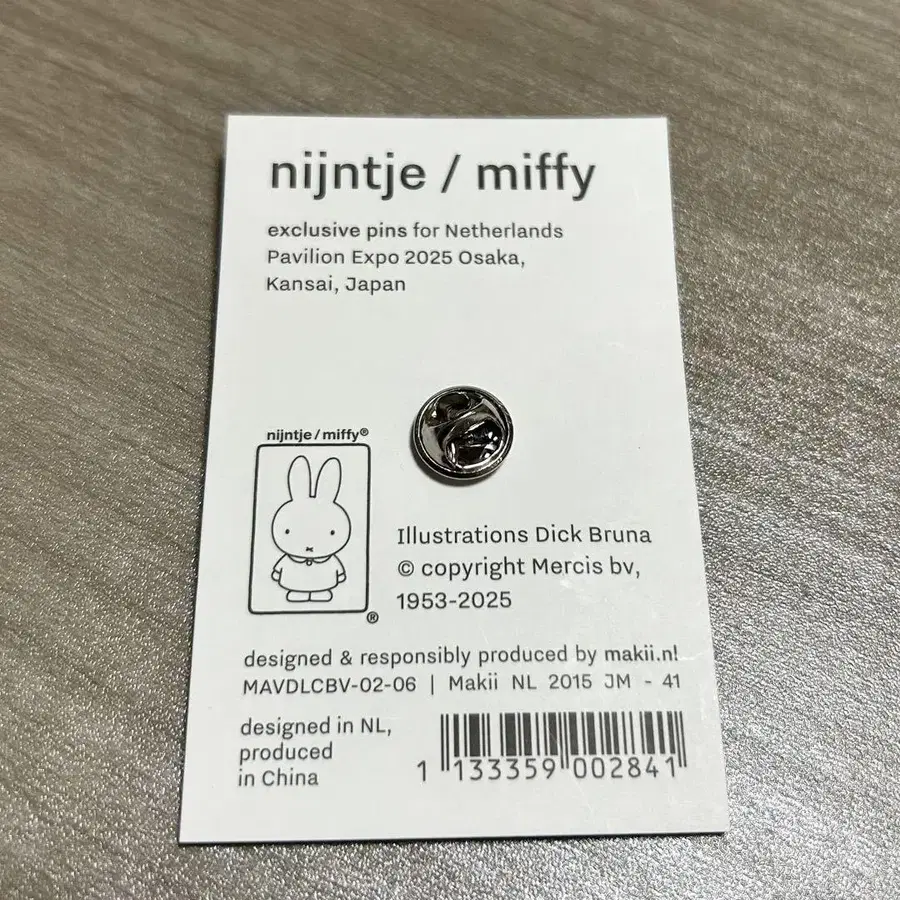 nijntje / miffy
exclusive pins for Netherlands
Pavilion Expo 2025 Osaka,
Kansai, Japan
nijntje / miffy®
®
Illustrations Dick Bruna
© copyright Mercis bv,
1953-2025
designed & responsibly produced by makii.nl
MAVDLCBV-02-06 | Makii NL 2015 JM - 41
designed in NL,
produced
in China
1 133359 002841